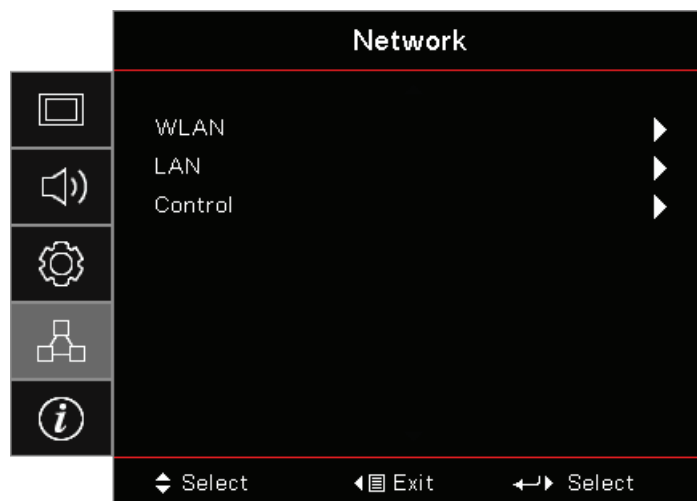 Network
WLAN
LAN
Control
Select Exit Select